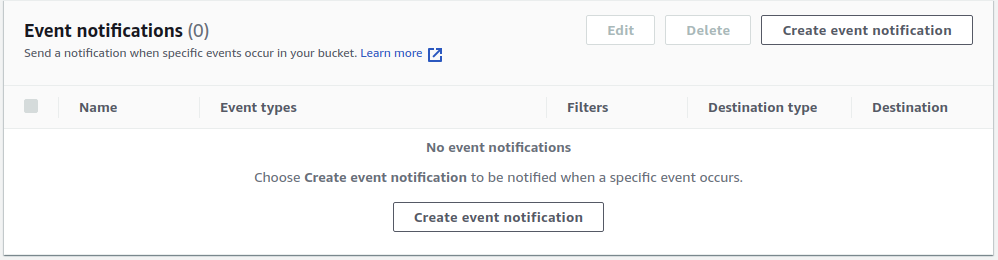 Event notifications (0)
Edit
Delete
Create event notification
Send a notification when specific events occur in your bucket. Learn more
Name
Event types
Filters
Destination type
Destination
No event notifications
Choose Create event notification to be notified when a specific event occurs.
Create event notification